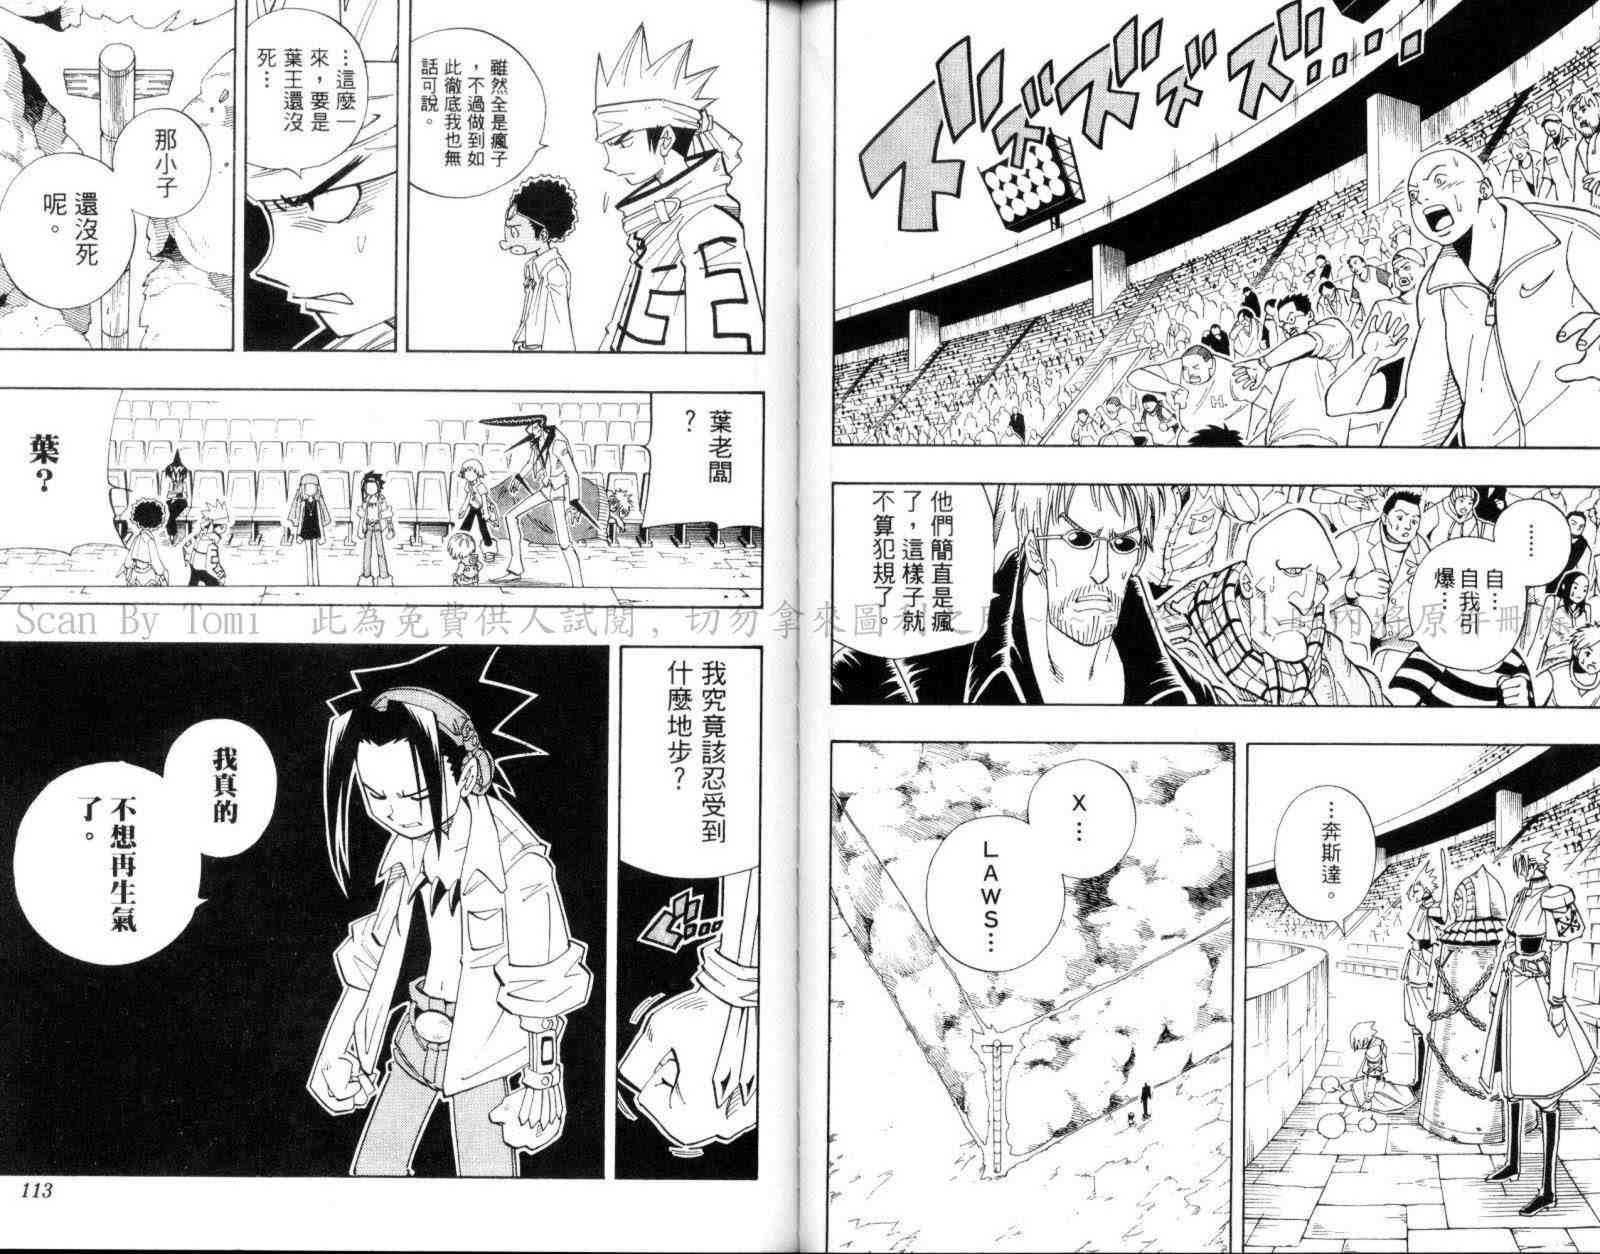 ズズズズズ!!...
……
自…
自我引
爆…
他們簡直是瘋
了，這樣子就
不算犯規了。
…奔斯達。
X…
LAWS…
雖然全是瘋子
，不過做到如
此徹底我也無
話可說。
…這麼一
來，要是
葉王還沒
死…
那小子
還沒死
呢。
葉老闆
？
葉？
我究竟該忍受到
什麼地步？
我真的
不想再生氣
了。
Scan By Tomi 此為免費供人試閱，切勿拿來圖利之
113